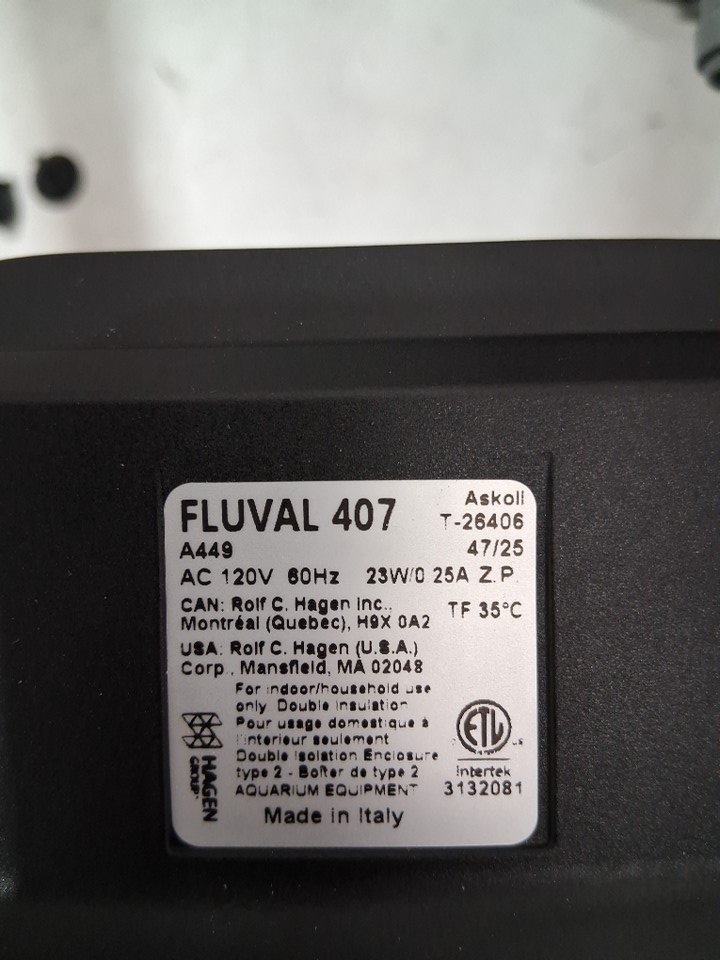 FLUVAL 407
Askoll
T-26406
A449
47/25
AC 120V 60Hz 23W/0 25A Z.P.
CAN: Rolf C. Hagen Inc.,
Montréal (Quebec), H9X 0A2
TF 35°C
USA: Rolf C. Hagen (U.S.A.)
Corp., Mansfield, MA 02048
For indoor/household use
only Double insulation
Pour usage domestique à
l'interieur seulement
Double Isolation Enclosure
type 2 - Boîter de type 2
AQUARIUM EQUIPMENT
HAGEN
GROUP
ETL
us
Intertek
3132081
Made in Italy